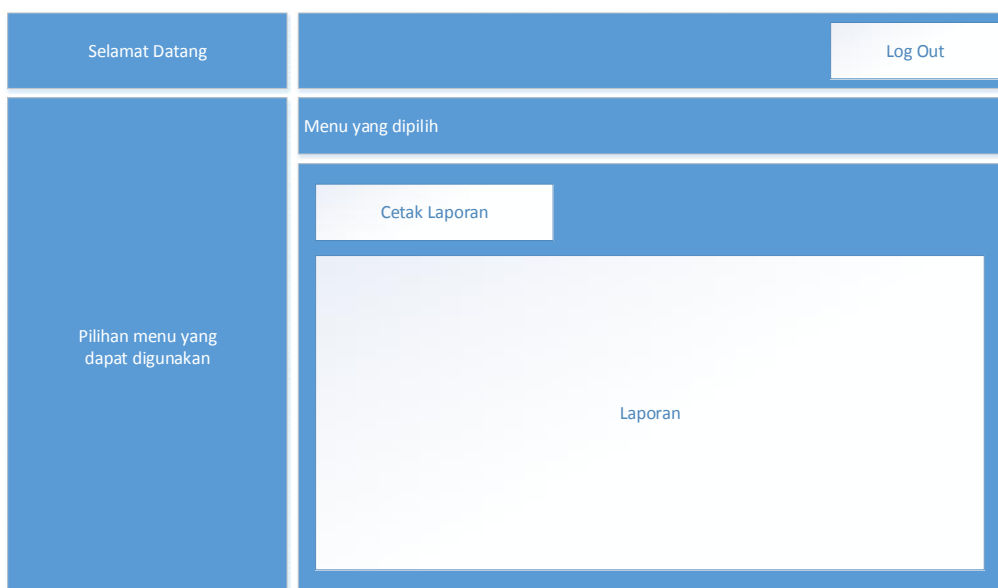 Selamat Datang
Log Out
Menu yang dipilih
Cetak Laporan
Pilihan menu yang
dapat digunakan
Laporan